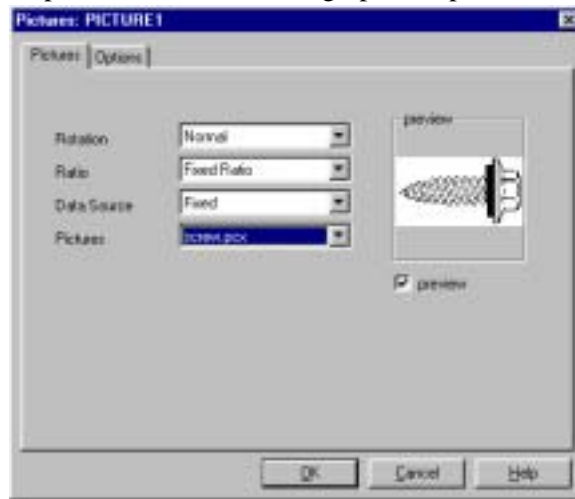 Pictures: PICTURE1
Pictures Options
preview
Rotation Normal
Ratio Fixed Ratio
Data Source Fixed
Pictures screw.pcx
preview
OK Cancel Help